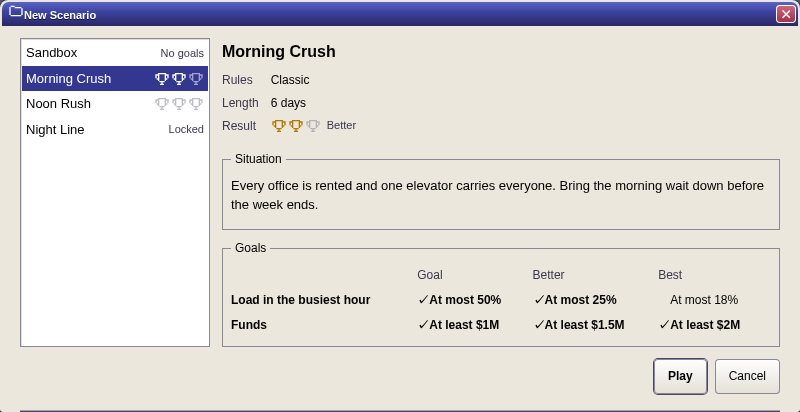 New Scenario
Sandbox No goals
Morning Crush
Noon Rush
Night Line Locked
Morning Crush
Rules Classic
Length 6 days
Result Better
Situation
Every office is rented and one elevator carries everyone. Bring the morning wait down before
the week ends.
Goals
Goal Better Best
Load in the busiest hour ✓At most 50% ✓At most 25% At most 18%
Funds ✓At least $1M ✓At least $1.5M ✓At least $2M
Play Cancel